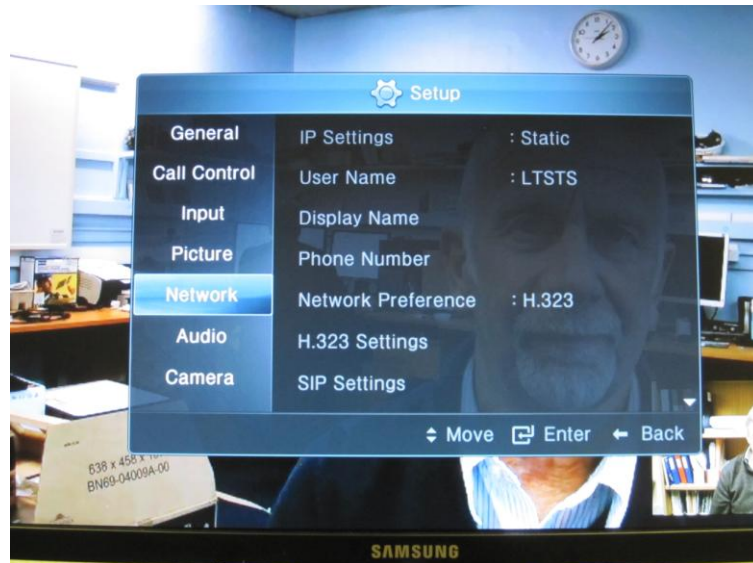 Setup
General
Call Control
Input
Picture
Network
Audio
Camera
IP Settings : Static
User Name : LTSTS
Display Name
Phone Number
Network Preference : H.323
H.323 Settings
SIP Settings
Move Enter Back
638 x 458 x
BN69-04009A-00
SAMSUNG